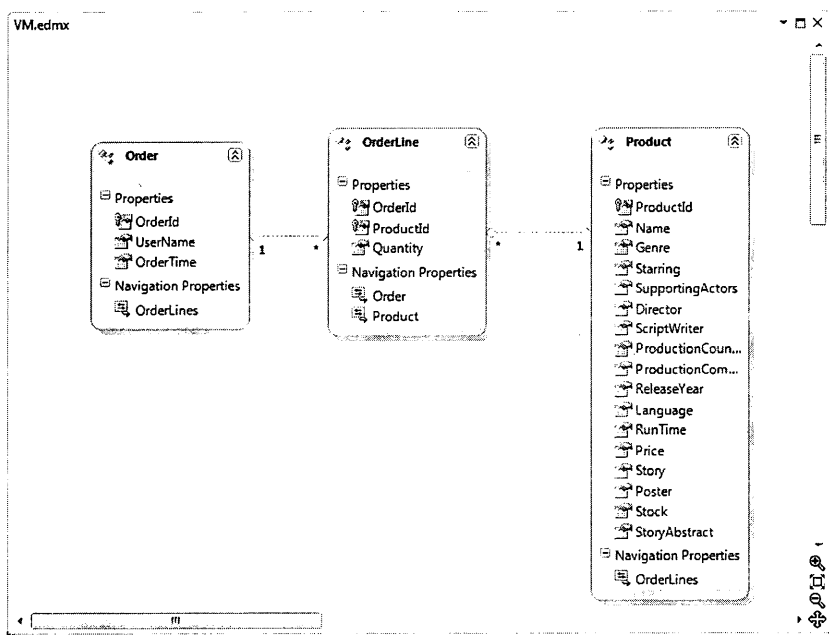 VM.edmx
Order
Properties
OrderId
UserName
OrderTime
Navigation Properties
OrderLines
1
*
OrderLine
Properties
OrderId
ProductId
Quantity
Navigation Properties
Order
Product
*
1
Product
Properties
ProductId
Name
Genre
Starring
SupportingActors
Director
ScriptWriter
ProductionCoun...
ProductionCom...
ReleaseYear
Language
RunTime
Price
Story
Poster
Stock
StoryAbstract
Navigation Properties
OrderLines